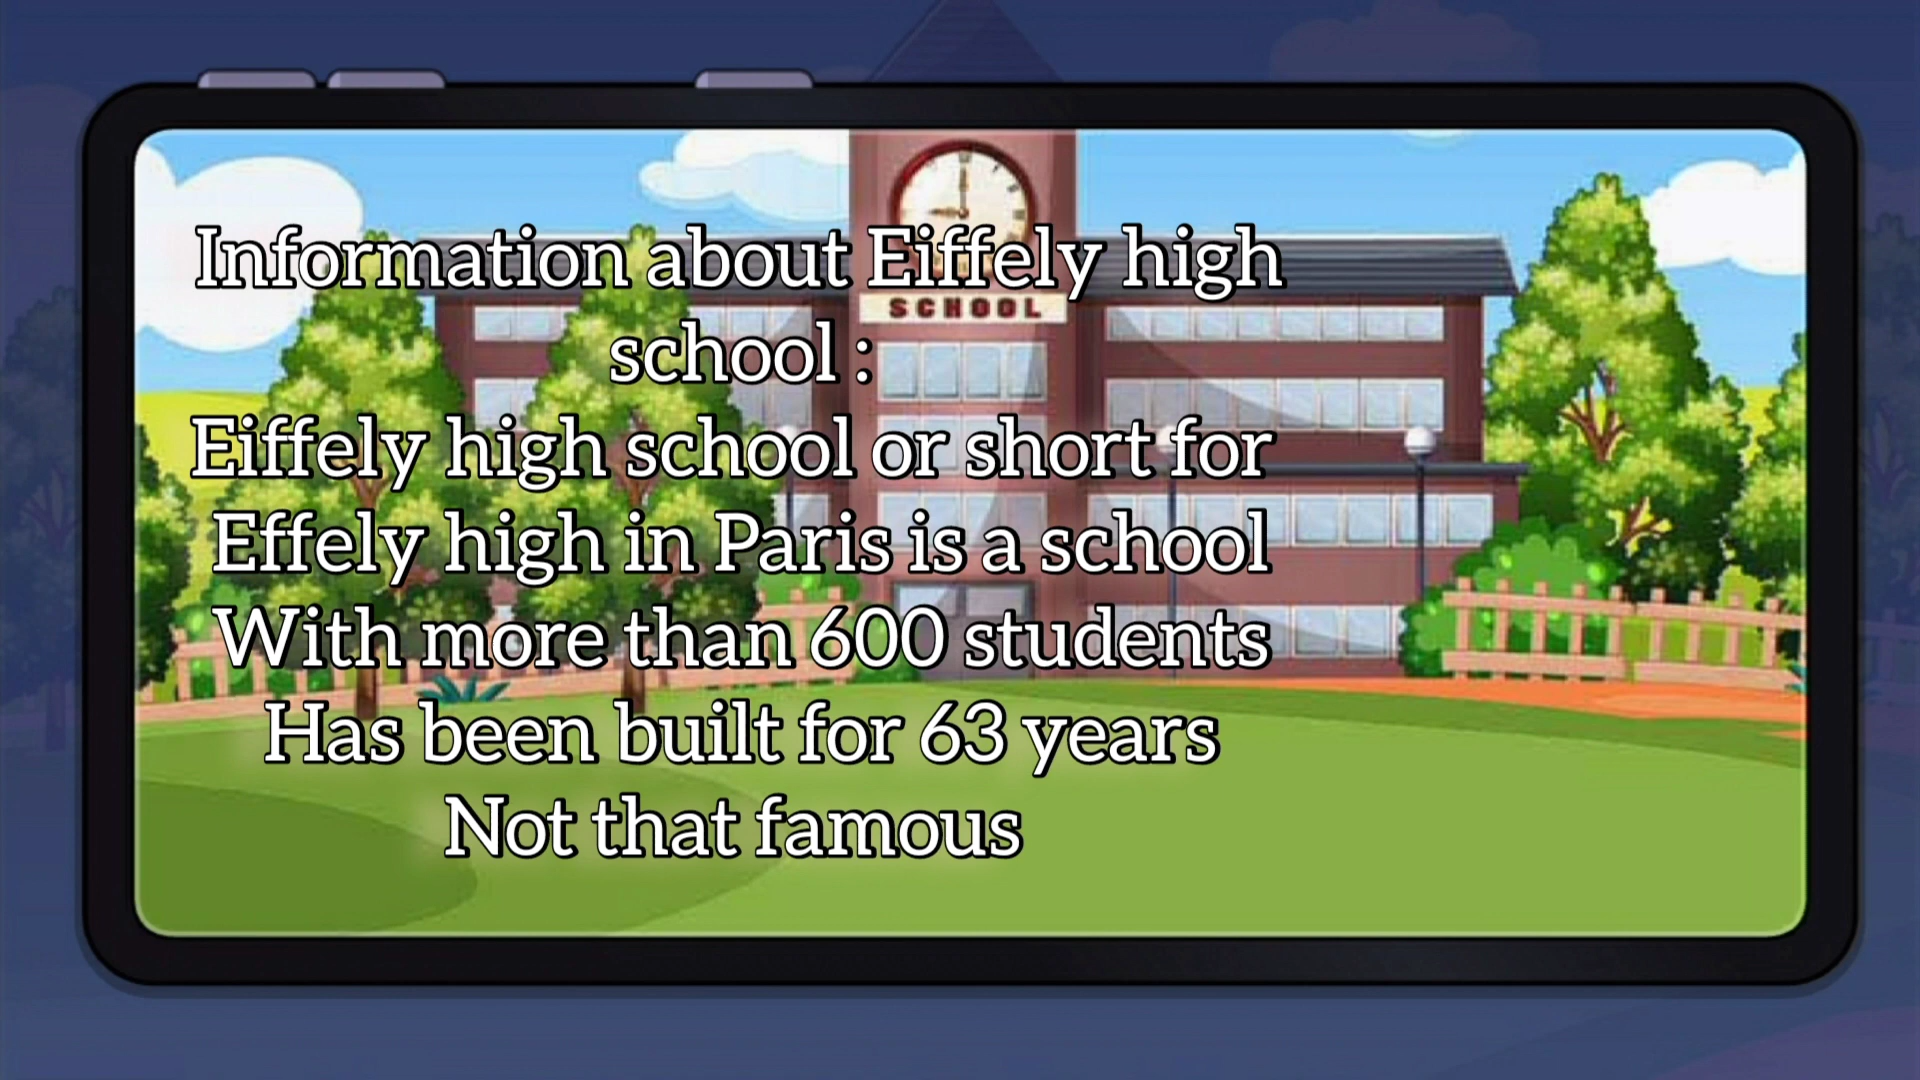 Information about Eiffely high
school :
SCHOOL
Eiffely high school or short for
Effely high in Paris is a school
With more than 600 students
Has been built for 63 years
Not that famous